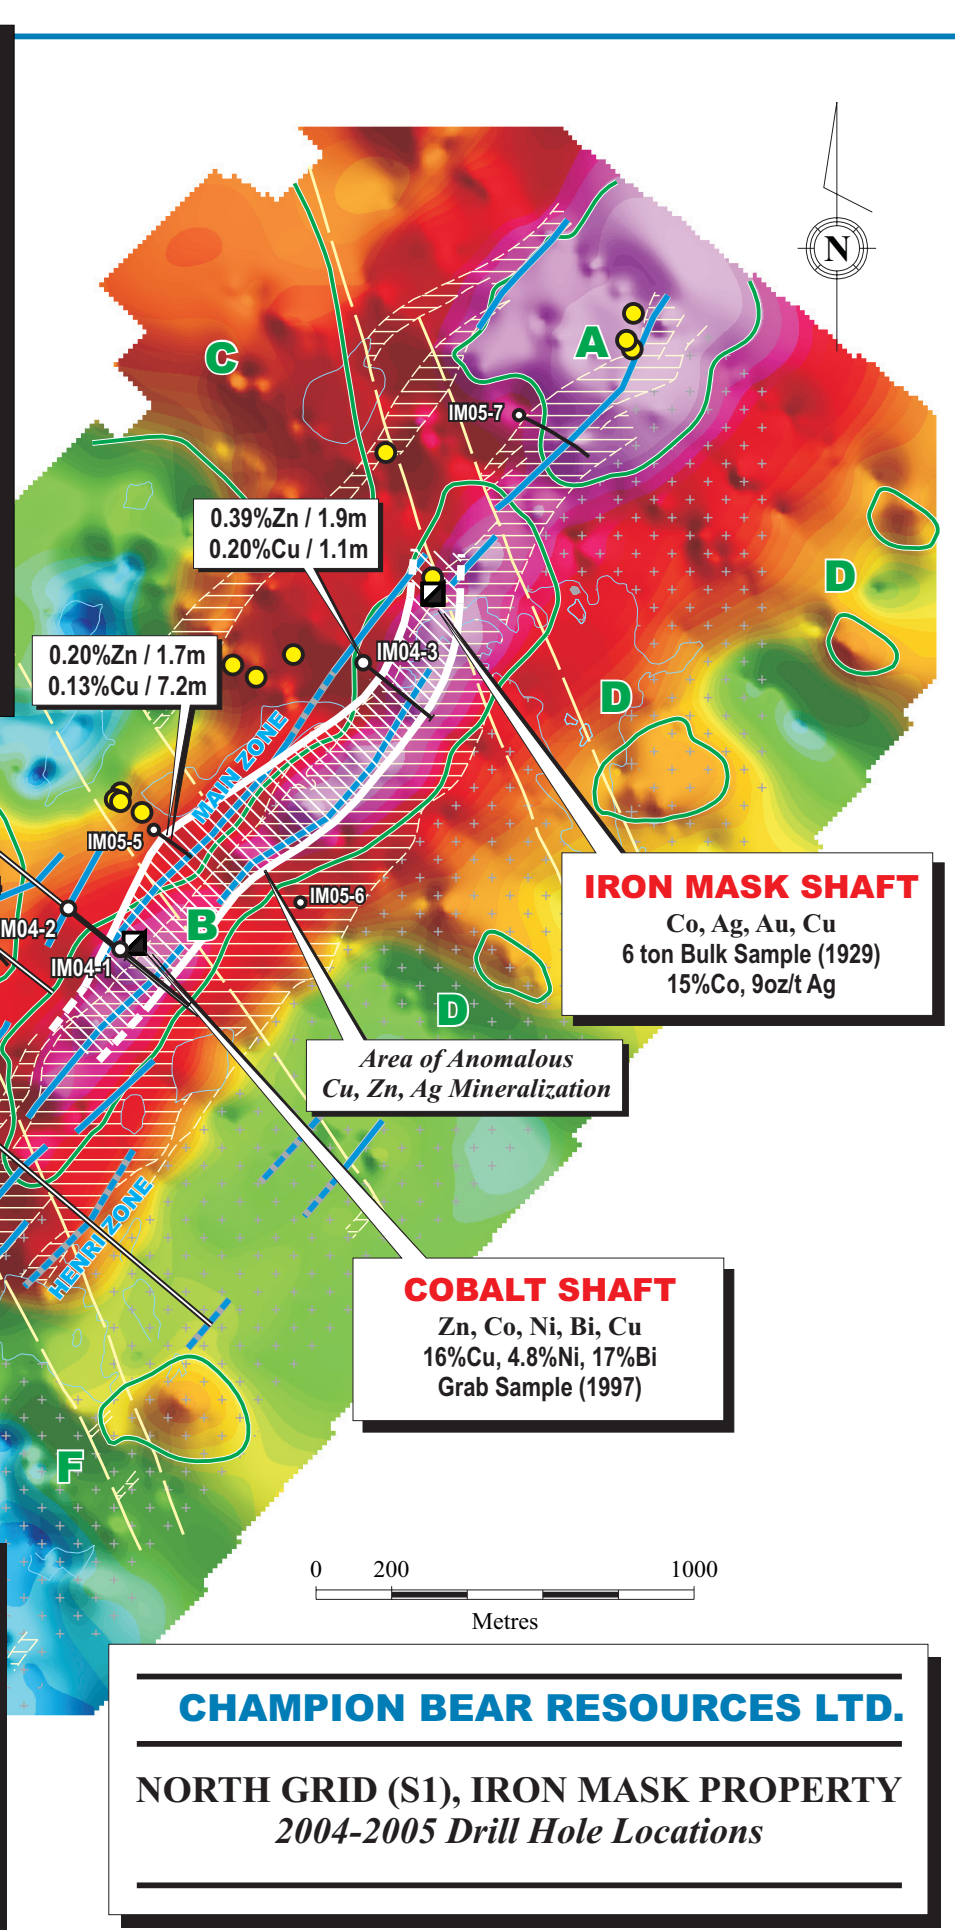 N
C
A
IM05-7
0.39%Zn / 1.9m
0.20%Cu / 1.1m
D
0.20%Zn / 1.7m
0.13%Cu / 7.2m
IM04-3
D
MAIN ZONE
IM05-5
IRON MASK SHAFT
Co, Ag, Au, Cu
6 ton Bulk Sample (1929)
15%Co, 9oz/t Ag
IM05-6
M04-2
B
IM04-1
D
Area of Anomalous
Cu, Zn, Ag Mineralization
HENRI ZONE
COBALT SHAFT
Zn, Co, Ni, Bi, Cu
16%Cu, 4.8%Ni, 17%Bi
Grab Sample (1997)
F
0 200 1000
Metres
CHAMPION BEAR RESOURCES LTD.
NORTH GRID (S1), IRON MASK PROPERTY
2004-2005 Drill Hole Locations